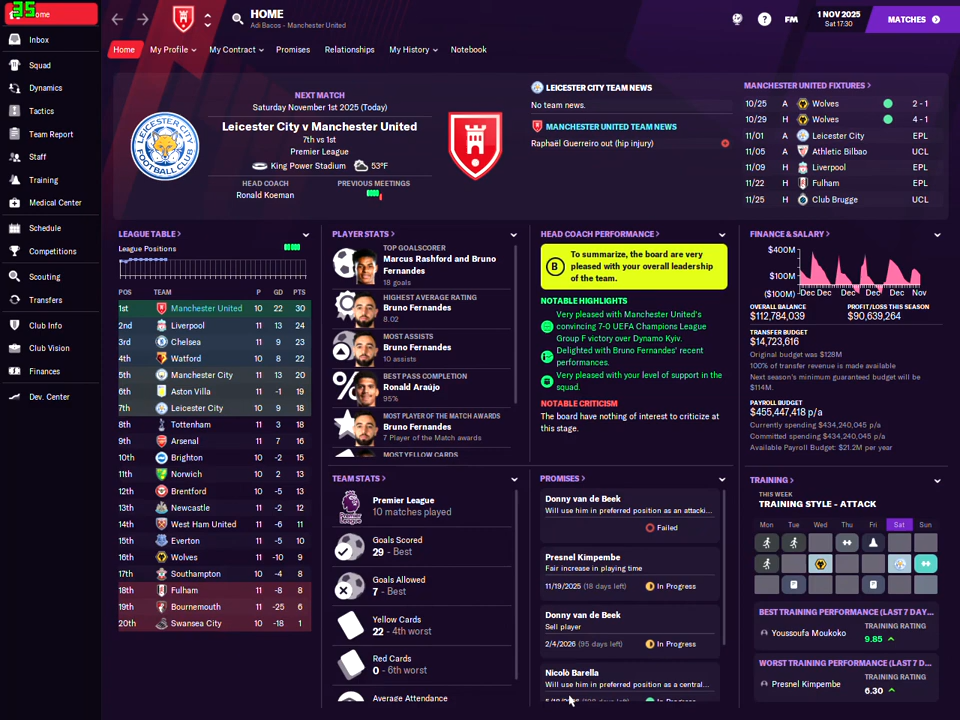 35
Home
Inbox
Squad
Dynamics
Tactics
Team Report
Staff
Training
Medical Center
Schedule
Competitions
Scouting
Transfers
Club Info
Club Vision
Finances
Dev. Center
HOME
Adi Bacos - Manchester United
? FM
1 NOV 2025
Sat 17:30
MATCHES
Home My Profile My Contract Promises Relationships My History Notebook
NEXT MATCH
Saturday November 1st 2025 (Today)
Leicester City v Manchester United
7th vs 1st
Premier League
King Power Stadium 53°F
HEAD COACH
Ronald Koeman
PREVIOUS MEETINGS
LEICESTER CITY TEAM NEWS
No team news.
MANCHESTER UNITED TEAM NEWS
Raphaël Guerreiro out (hip injury)
MANCHESTER UNITED FIXTURES
10/25 A Wolves 2 - 1
10/29 H Wolves 4 - 1
11/01 A Leicester City EPL
11/05 A Athletic Bilbao UCL
11/09 H Liverpool EPL
11/22 H Fulham EPL
11/25 H Club Brugge UCL
LEAGUE TABLE
League Positions
POS TEAM P GD PTS
1st Manchester United 10 22 30
2nd Liverpool 11 13 24
3rd Chelsea 11 9 23
4th Watford 10 8 22
5th Manchester City 11 13 20
6th Aston Villa 11 -1 19
7th Leicester City 10 9 18
8th Tottenham 11 3 18
9th Arsenal 11 7 16
10th Brighton 10 -2 15
11th Norwich 10 2 13
12th Brentford 10 -5 13
13th Newcastle 11 -2 12
14th West Ham United 11 -6 11
15th Everton 11 -5 10
16th Wolves 10 -10 9
17th Southampton 10 -4 8
18th Fulham 11 -8 8
19th Bournemouth 11 -25 6
20th Swansea City 10 -18 1
PLAYER STATS
TOP GOALSCORER
Marcus Rashford and Bruno
Fernandes
18 goals
HIGHEST AVERAGE RATING
Bruno Fernandes
8.02
MOST ASSISTS
Bruno Fernandes
10 assists
BEST PASS COMPLETION
Ronald Araújo
95%
MOST PLAYER OF THE MATCH AWARDS
Bruno Fernandes
7 Player of the Match awards
MOST YELLOW CARDS
TEAM STATS
Premier League
10 matches played
Goals Scored
29 - Best
Goals Allowed
7 - Best
Yellow Cards
22 - 4th worst
Red Cards
0 - 6th worst
Average Attendance
HEAD COACH PERFORMANCE
B
To summarize, the board are very
pleased with your overall leadership
of the team.
NOTABLE HIGHLIGHTS
Very pleased with Manchester United's
convincing 7-0 UEFA Champions League
Group F victory over Dynamo Kyiv.
Delighted with Bruno Fernandes' recent
performances.
Very pleased with your level of support in the
squad.
NOTABLE CRITICISM
The board have nothing of interest to criticize at
this stage.
PROMISES
Donny van de Beek
Will use him in preferred position as an attacki...
Failed
Presnel Kimpembe
Fair increase in playing time
11/19/2025 (18 days left) In Progress
Donny van de Beek
Sell player
2/4/2026 (95 days left) In Progress
Nicolò Barella
Will use him in preferred position as a central...
In Progress
FINANCE & SALARY
$400M
$100M
($100M)
Dec Dec Dec Dec Nov
OVERALL BALANCE
$112,784,039
PROFIT/LOSS THIS SEASON
$90,639,264
TRANSFER BUDGET
$14,723,616
Original budget was $128M
100% of transfer revenue is made available
Next season's minimum guaranteed budget will be
$114M.
PAYROLL BUDGET
$455,447,418 p/a
Currently spending $434,240,045 p/a
Committed spending $434,240,045 p/a
Available Payroll Budget: $21.2M per year
TRAINING
THIS WEEK
TRAINING STYLE - ATTACK
Mon Tue Wed Thu Fri Sat Sun
BEST TRAINING PERFORMANCE (LAST 7 DAY...
Youssoufa Moukoko
TRAINING RATING
9.85
WORST TRAINING PERFORMANCE (LAST 7 D...
Presnel Kimpembe
TRAINING RATING
6.30